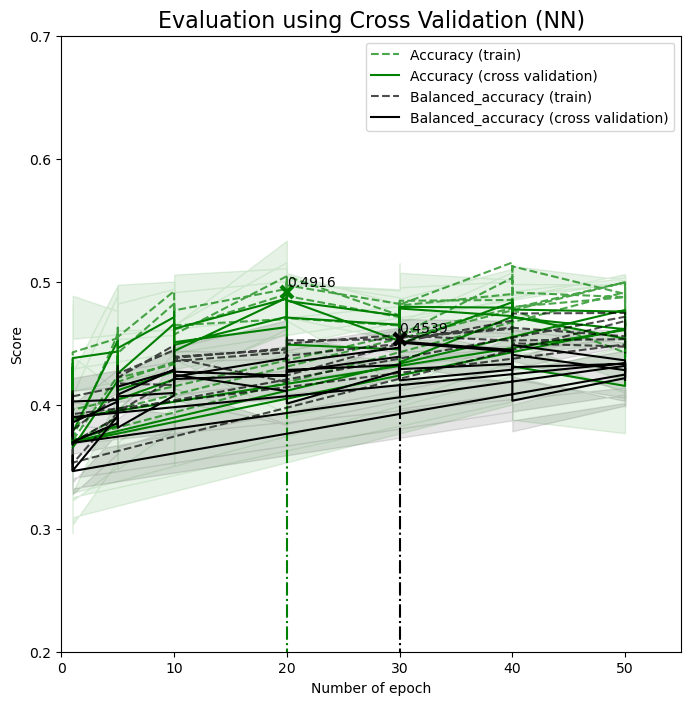 Evaluation using Cross Validation (NN)
0.7
0.6
0.5
0.4
0.3
0.2
Score
Accuracy (train)
Accuracy (cross validation)
Balanced_accuracy (train)
Balanced_accuracy (cross validation)
0.4916
0.4539
0 10 20 30 40 50
Number of epoch